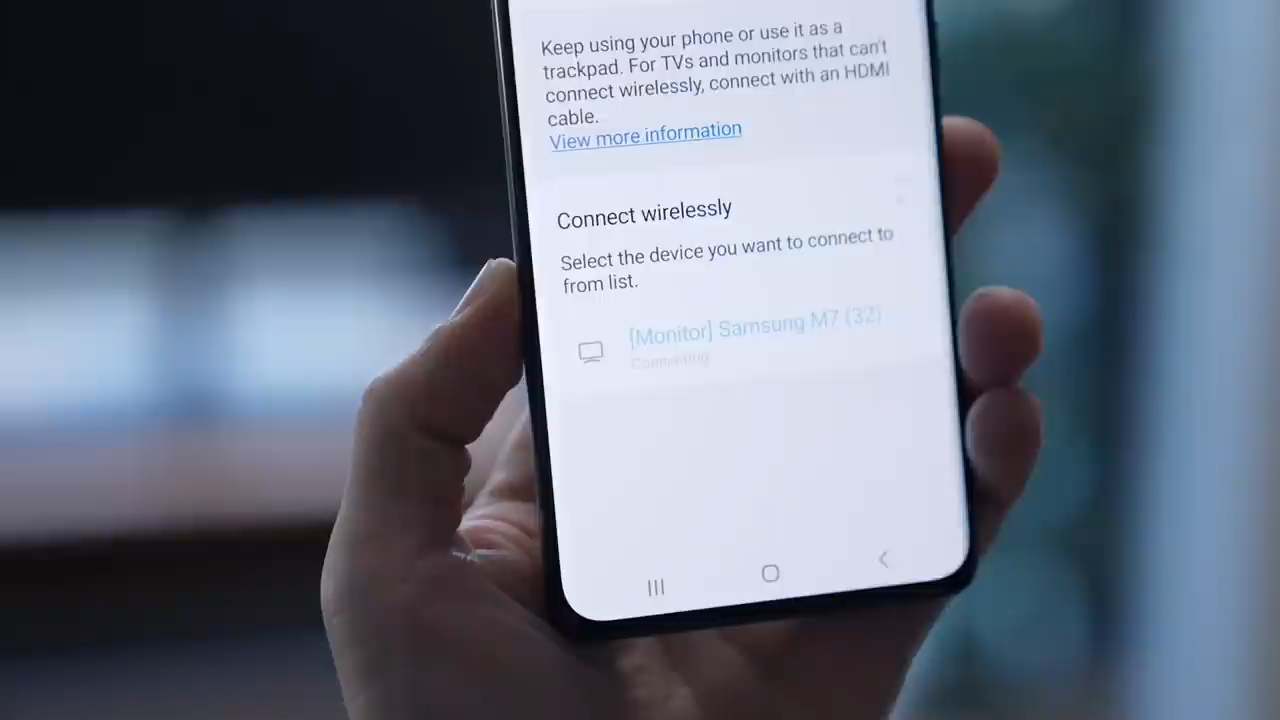 Keep using your phone or use it as a
trackpad. For TVs and monitors that can't
connect wirelessly, connect with an HDMI
cable.
View more information
Connect wirelessly
Select the device you want to connect to
from list.
[Monitor] Samsung M7 (32)
Connecting